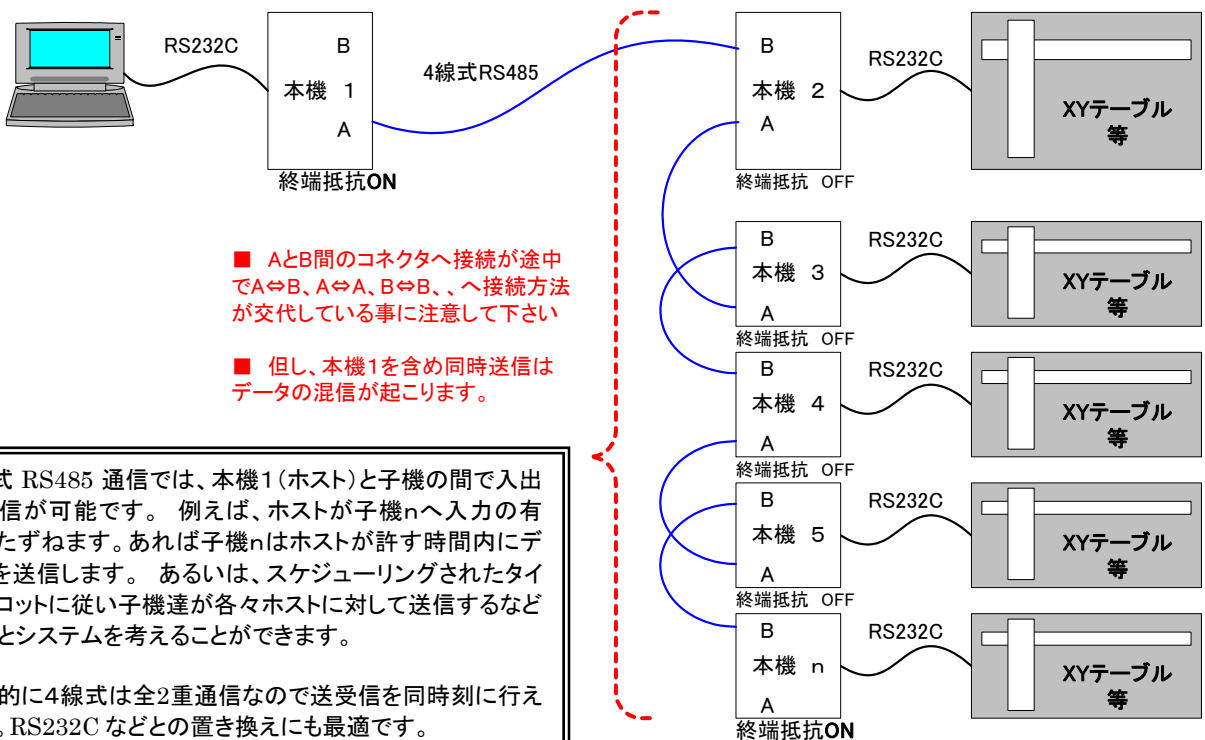 RS232C
B
本機 1
A
終端抵抗ON
4線式RS485
B
本機 2
A
終端抵抗 OFF
RS232C
XYテーブル
等
■ AとB間のコネクタへ接続が途中
でA⇔B、A⇔A、B⇔B、、へ接続方法
が交代している事に注意して下さい
■ 但し、本機1を含め同時送信は
データの混信が起こります。
B
本機 3
A
終端抵抗 OFF
RS232C
XYテーブル
等
B
本機 4
A
終端抵抗 OFF
RS232C
XYテーブル
等
B
本機 5
A
終端抵抗 OFF
RS232C
XYテーブル
等
B
本機 n
A
終端抵抗ON
RS232C
XYテーブル
等
式 RS485 通信では、本機1(ホスト)と子機の間で入出
信が可能です。 例えば、ホストが子機nへ入力の有
たずねます。あれば子機nはホストが許す時間内にデ
を送信します。 あるいは、スケジューリングされたタイ
ロットに従い子機達が各々ホストに対して送信するなど
とシステムを考えることができます。
的に4線式は全2重通信なので送受信を同時刻に行え
。RS232C などとの置き換えにも最適です。